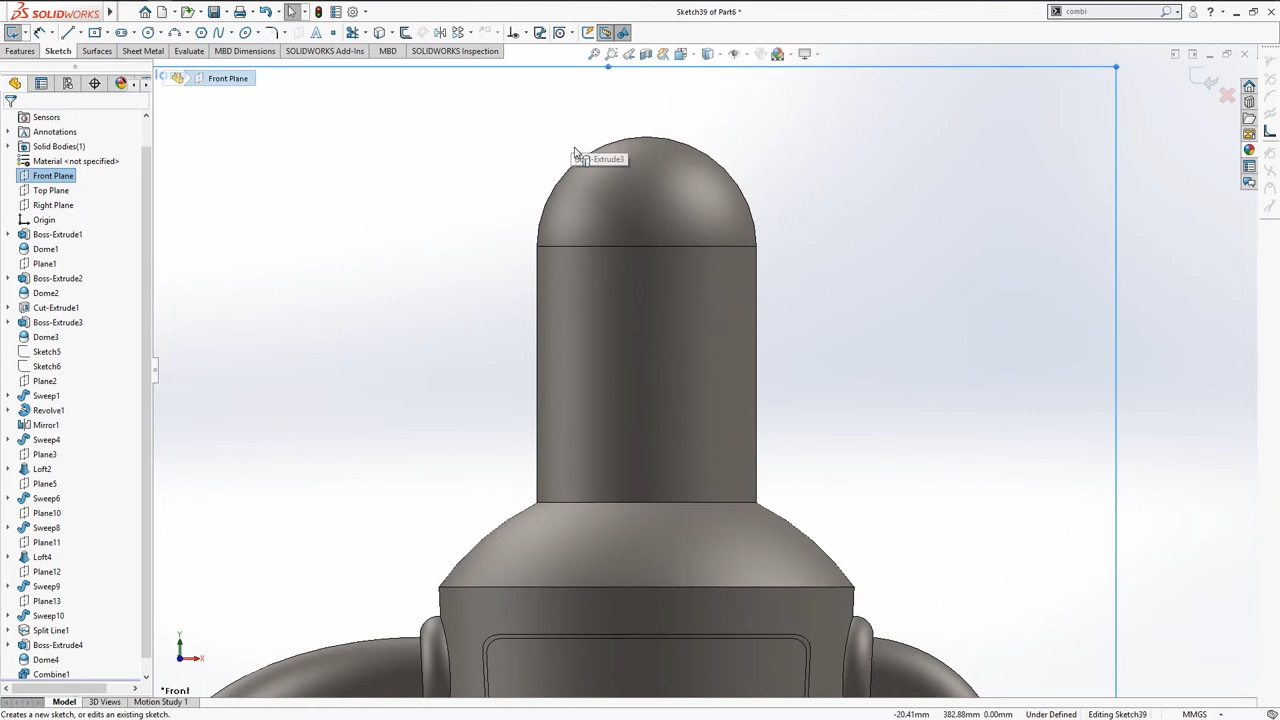 SOLIDWORKS
Sketch39 of Part6 *
combi
Features
Sketch
Surfaces
Sheet Metal
Evaluate
MBD Dimensions
SOLIDWORKS Add-Ins
MBD
SOLIDWORKS Inspection
Front Plane
Sensors
Annotations
Solid Bodies(1)
Material <not specified>
Front Plane
Top Plane
Right Plane
Origin
Boss-Extrude1
Dome1
Plane1
Boss-Extrude2
Dome2
Cut-Extrude1
Boss-Extrude3
Dome3
Sketch5
Sketch6
Plane2
Sweep1
Revolve1
Mirror1
Sweep4
Plane3
Loft2
Plane5
Sweep6
Plane10
Sweep8
Plane11
Loft4
Plane12
Sweep9
Plane13
Sweep10
Split Line1
Boss-Extrude4
Dome4
Combine1
-Extrude3
Y
X
*Front
Model
3D Views
Motion Study 1
Creates a new sketch, or edits an existing sketch.
-20.41mm
382.88mm 0.00mm
Under Defined
Editing Sketch39
MMGS